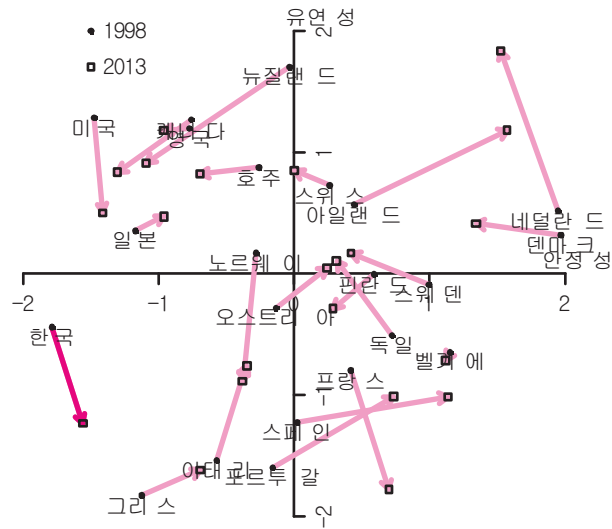 유연 성
2
1998
2013
뉴질랜 드
미국
캐나 다
영국
1
호주
스위 스
아일랜 드
네덜란 드
일본
덴마 크
노르웨 이
안정 성
-2
-1
0
1
2
핀란 드
스웨 덴
오스트리 아
한국
독일
벨기 에
프랑 스
-1
스페 인
이태 리
포르투 갈
그리 스
-2